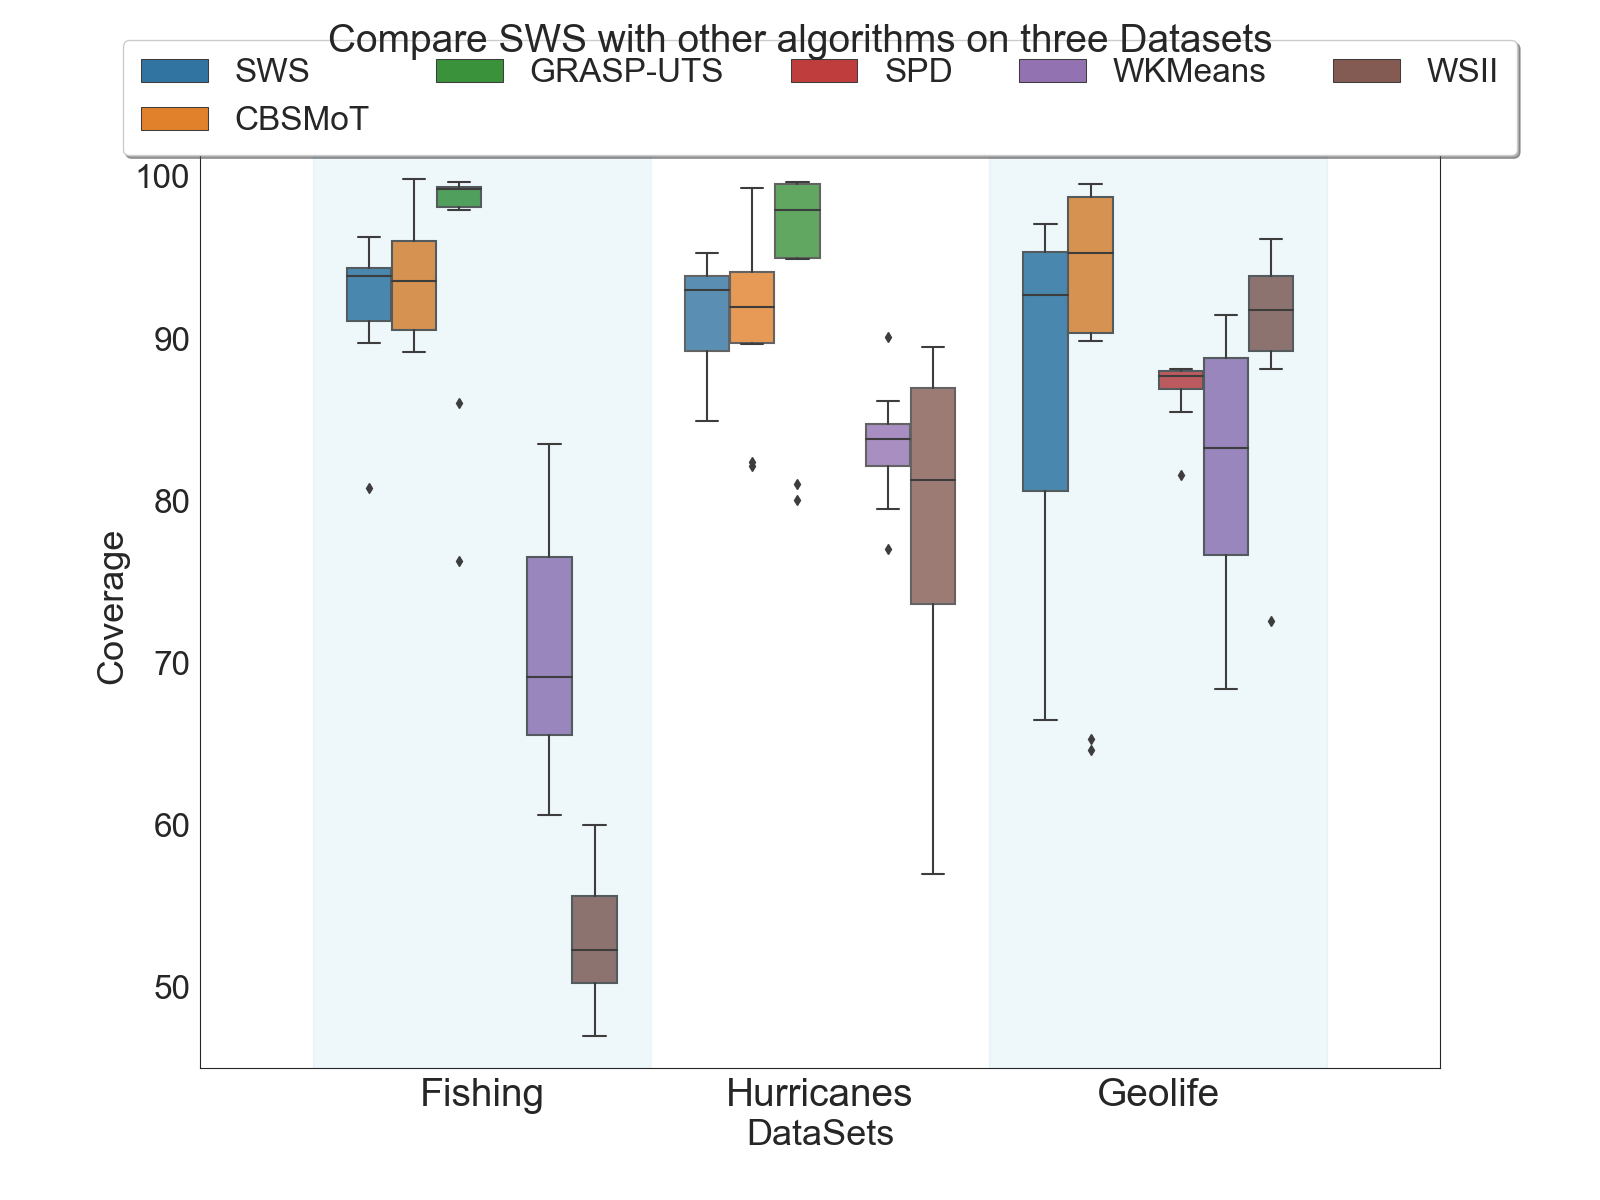 Compare SWS with other algorithms on three Datasets
SWS GRASP-UTS SPD WKMeans WSII
CBSMoT
100
90
80
70
60
50
Coverage
Fishing Hurricanes Geolife
DataSets